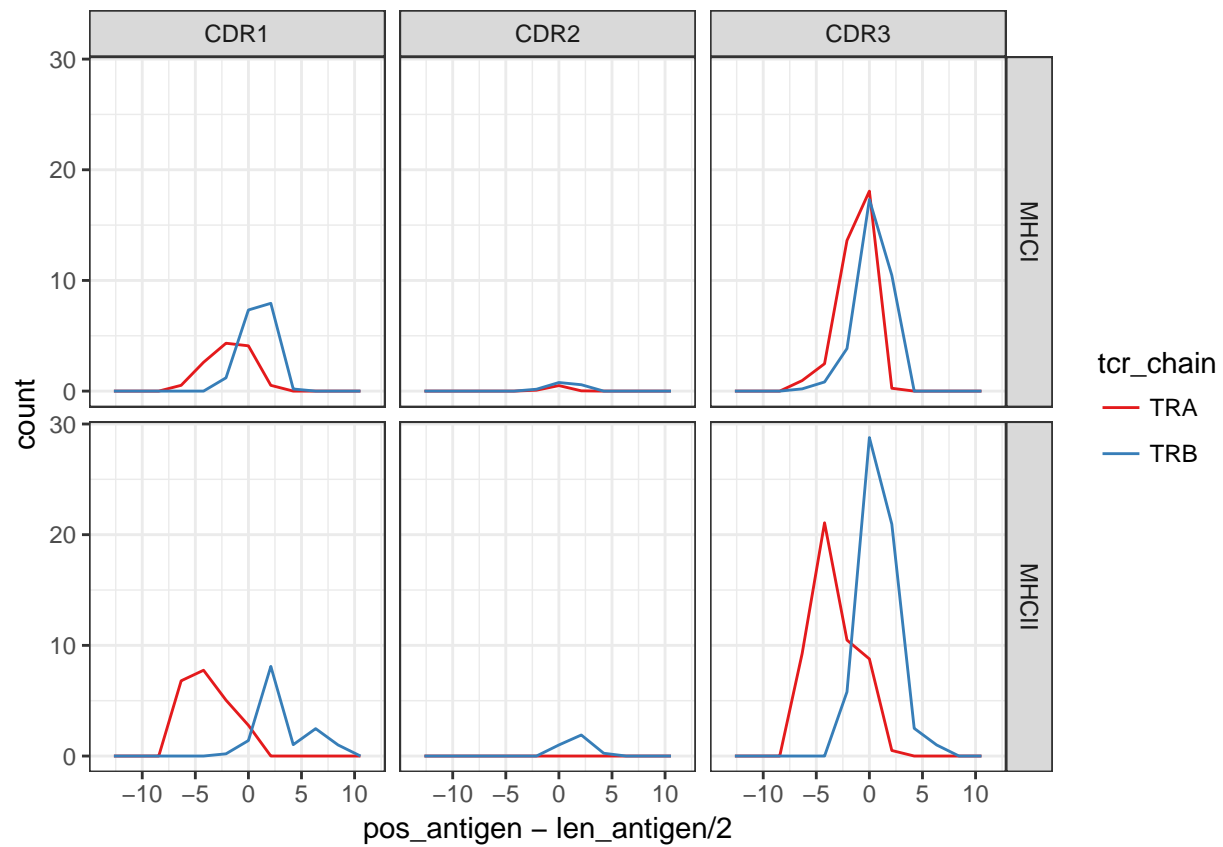 CDR1 CDR2 CDR3
30
20
10
0
MHCI
30
20
10
0
MHCII
−10 −5 0 5 10 −10 −5 0 5 10 −10 −5 0 5 10
pos_antigen − len_antigen/2
count
tcr_chain
TRA
TRB